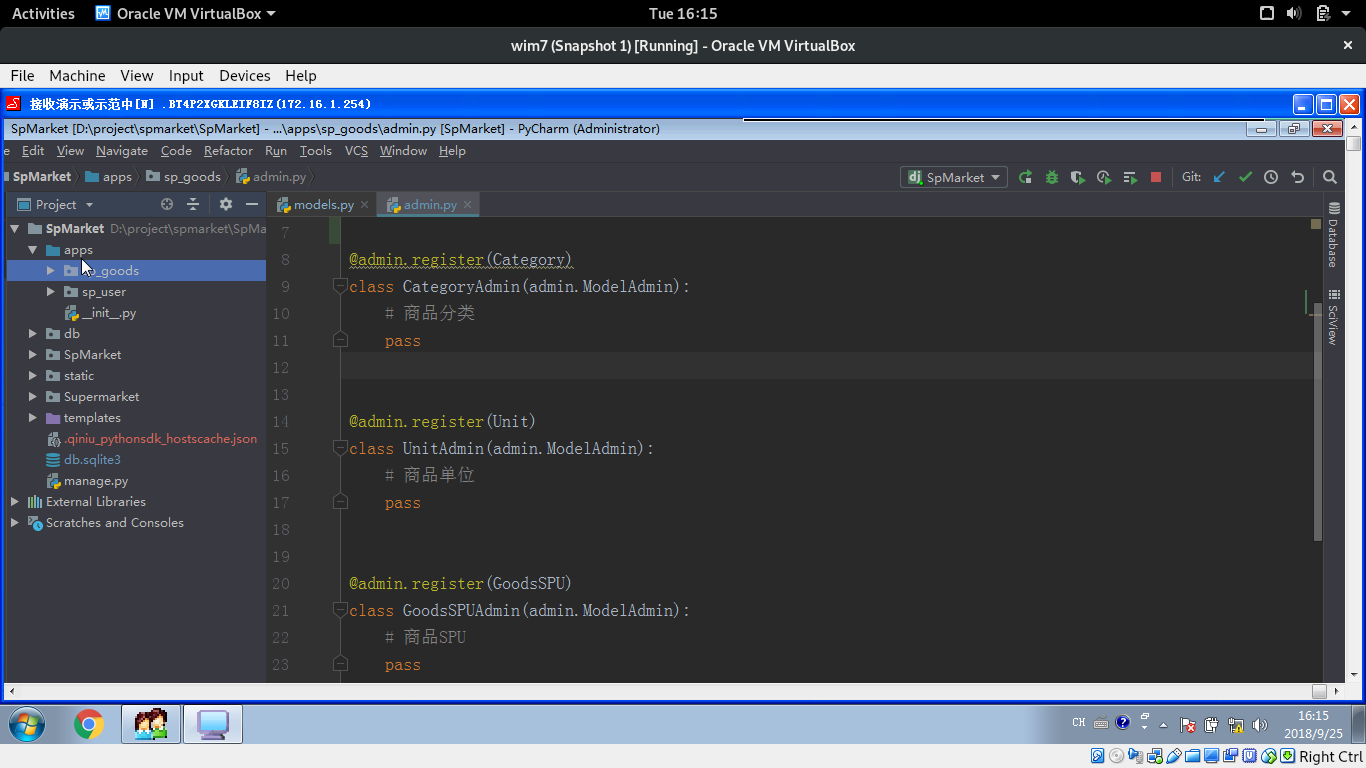 Activities Oracle VM VirtualBox Tue 16:15
wim7 (Snapshot 1) [Running] - Oracle VM VirtualBox
File Machine View Input Devices Help
接收演示或示范中[N] .BT4P2XGKLEIF8IZ(172.16.1.254)
SpMarket [D:\project\spmarket\SpMarket] - ...\apps\sp_goods\admin.py [SpMarket] - PyCharm (Administrator)
e Edit View Navigate Code Refactor Run Tools VCS Window Help
SpMarket apps sp_goods admin.py SpMarket Git:
Project models.py admin.py
SpMarket D:\project\spmarket\SpMa
apps
sp_goods
sp_user
__init__.py
db
SpMarket
static
Supermarket
templates
.qiniu_pythonsdk_hostscache.json
db.sqlite3
manage.py
External Libraries
Scratches and Consoles
7
8 @admin.register(Category)
9 class CategoryAdmin(admin.ModelAdmin):
10 # 商品分类
11 pass
12
13
14 @admin.register(Unit)
15 class UnitAdmin(admin.ModelAdmin):
16 # 商品单位
17 pass
18
19
20 @admin.register(GoodsSPU)
21 class GoodsSPUAdmin(admin.ModelAdmin):
22 # 商品SPU
23 pass
Database
SciView
CH 16:15
2018/9/25
Right Ctrl